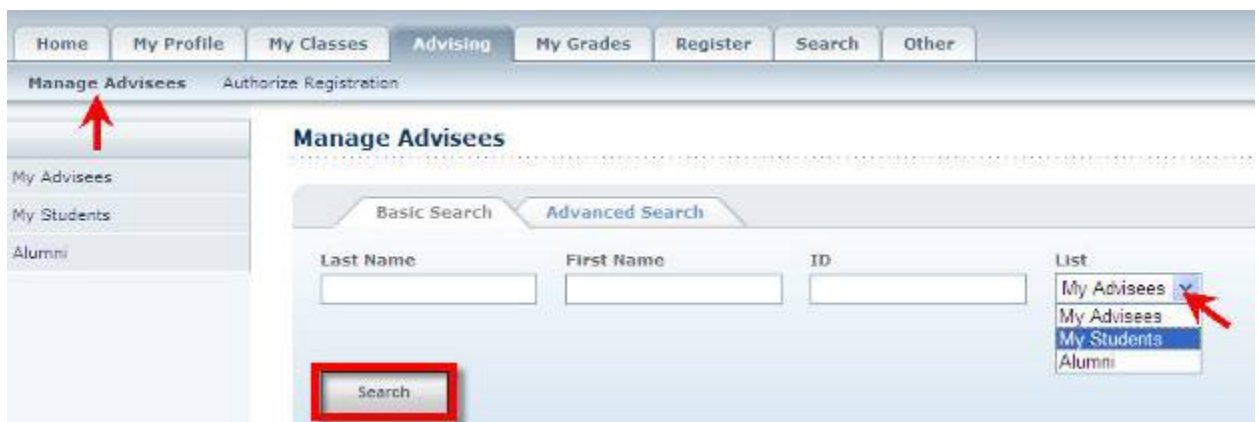 Home My Profile My Classes Advising My Grades Register Search Other
Manage Advisees Authorize Registration
Manage Advisees
My Advisees
My Students
Alumni
Basic Search Advanced Search
Last Name First Name ID List
My Advisees
My Advisees
My Students
Alumni
Search